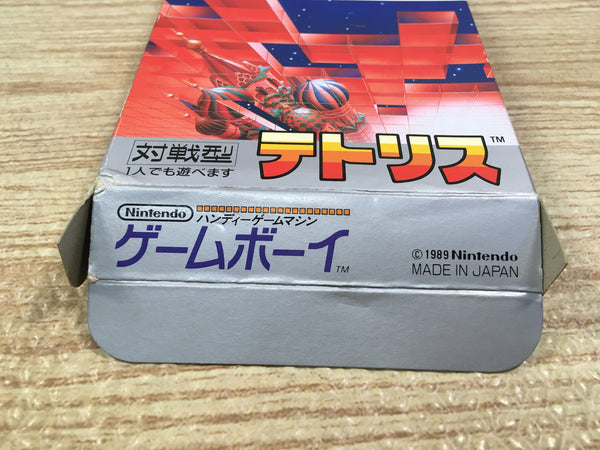 対戦型
1人でも遊べます
テトリス™
Nintendo
ハンディーゲームマシン
ゲームボーイ™
© 1989 Nintendo
MADE IN JAPAN